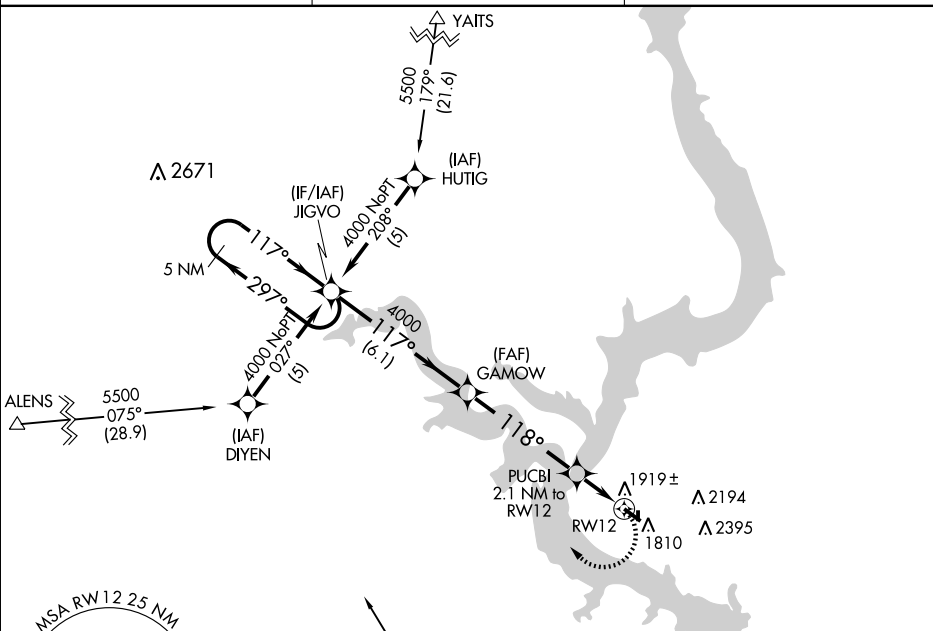 YAITS
5500
179°
(21.6)
(IAF)
HUTIG
2671
(IF/IAF)
JIGVO
4000 NoPT
208°
(5)
117°
5 NM
297°
4000
117°
(6.1)
4000 NoPT
027°
(5)
(FAF)
GAMOW
ALENS
5500
075°
(28.9)
(IAF)
DIYEN
118°
PUCBI
2.1 NM to
RW12
1919±
2194
RW12
2395
1810
MSA RW12 25 NM